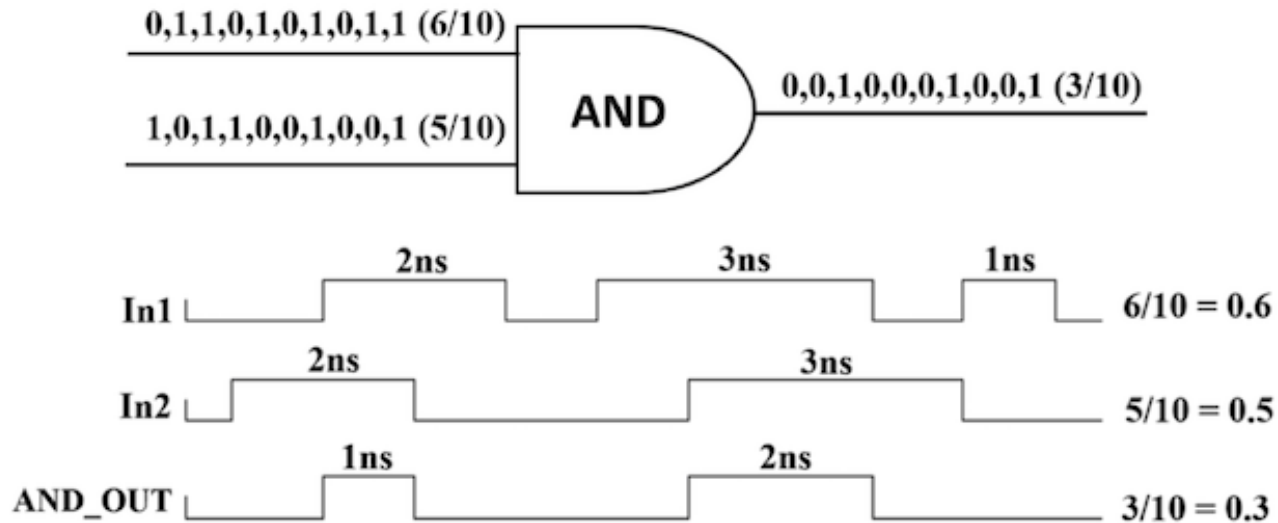 0,1,1,0,1,0,1,0,1,1 (6/10)
1,0,1,1,0,0,1,0,0,1 (5/10)
AND
0,0,1,0,0,0,1,0,0,1 (3/10)
2ns 3ns 1ns
In1 6/10 = 0.6
2ns 3ns
In2 5/10 = 0.5
1ns 2ns
AND_OUT 3/10 = 0.3